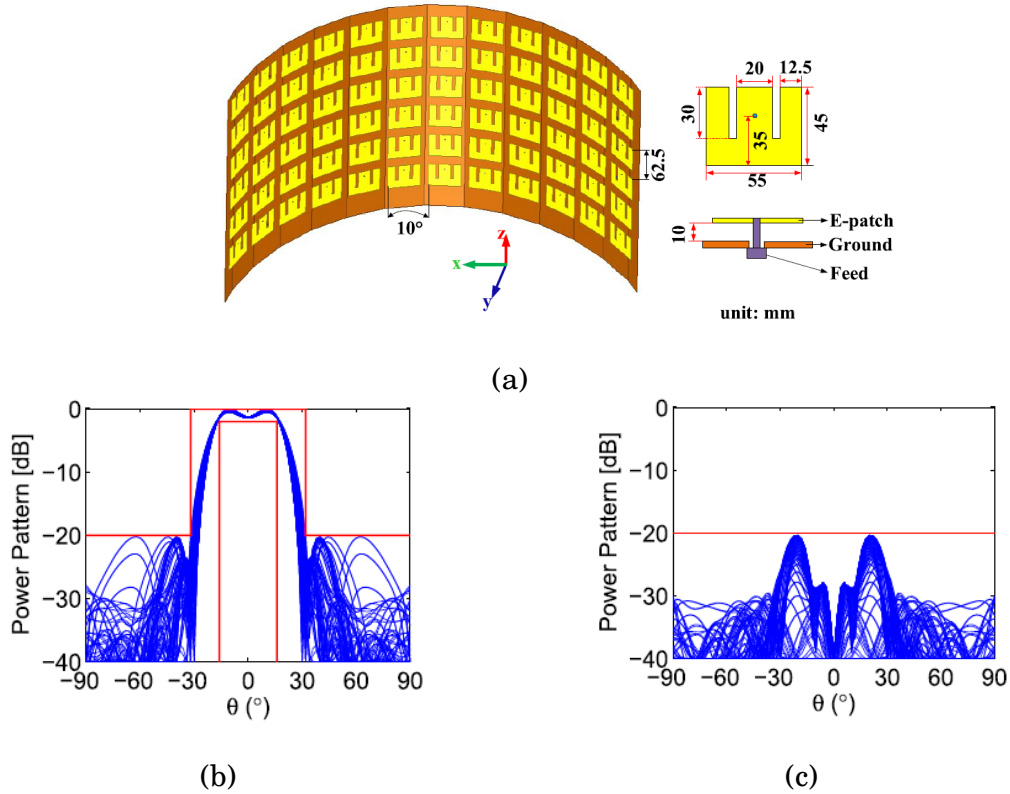 20
12.5
30
35
45
55
62.5
10°
z
x
y
10
E-patch
Ground
Feed
unit: mm
(a)
0
−10
−20
−30
−40
Power Pattern [dB]
−90 −60 −30 0 30 60 90
θ (°)
0
−10
−20
−30
−40
Power Pattern [dB]
−90 −60 −30 0 30 60 90
θ (°)
(b)
(c)